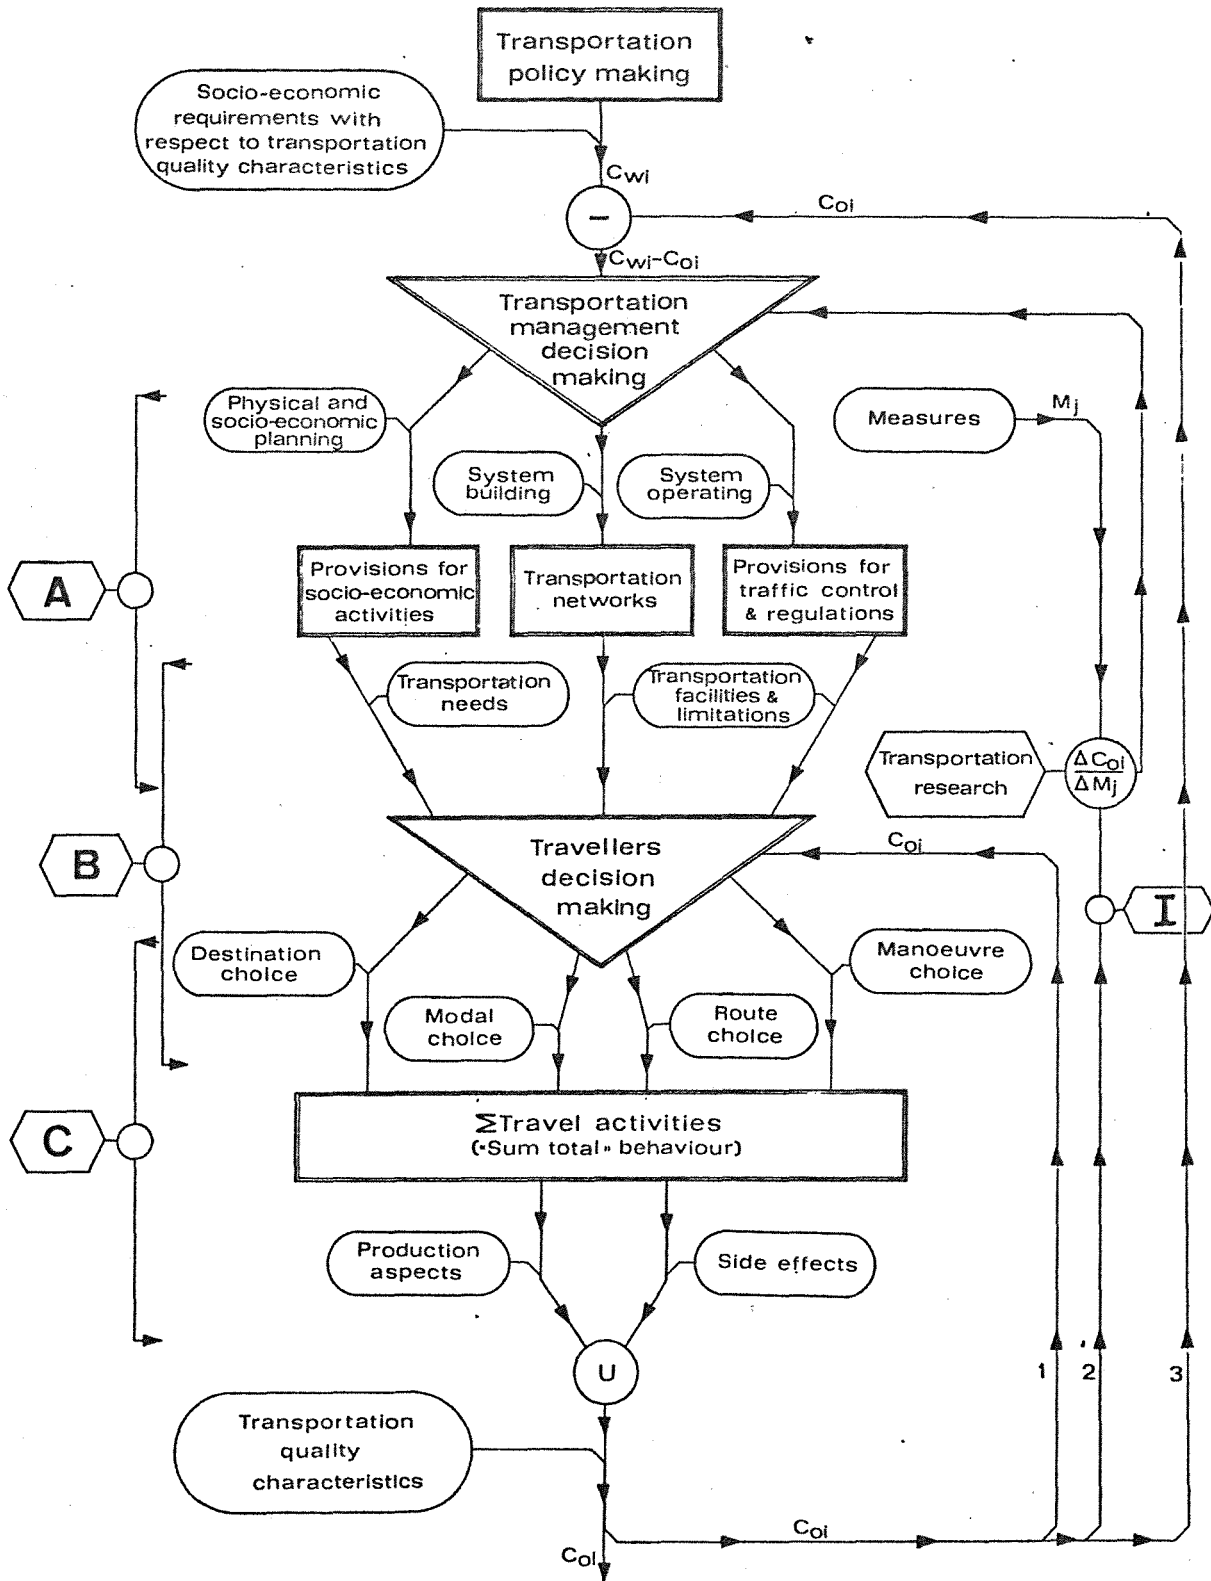 Transportation
policy making
Socio-economic
requirements with
respect to transportation
quality characteristics
Cwi
−
Coi
Cwi-Coi
Transportation
management
decision
making
Physical and
socio-economic
planning
System
building
System
operating
Measures
Mj
A
Provisions for
socio-economic
activities
Transportation
networks
Provisions for
traffic control
& regulations
Transportation
needs
Transportation
facilities &
limitations
Transportation
research
ΔCoi
ΔMj
B
Travellers
decision
making
Coi
I
Destination
choice
Modal
choice
Route
choice
Manoeuvre
choice
C
ΣTravel activities
("Sum total" behaviour)
Production
aspects
Side effects
U
1
2
3
Transportation
quality
characteristics
Coi
Coi